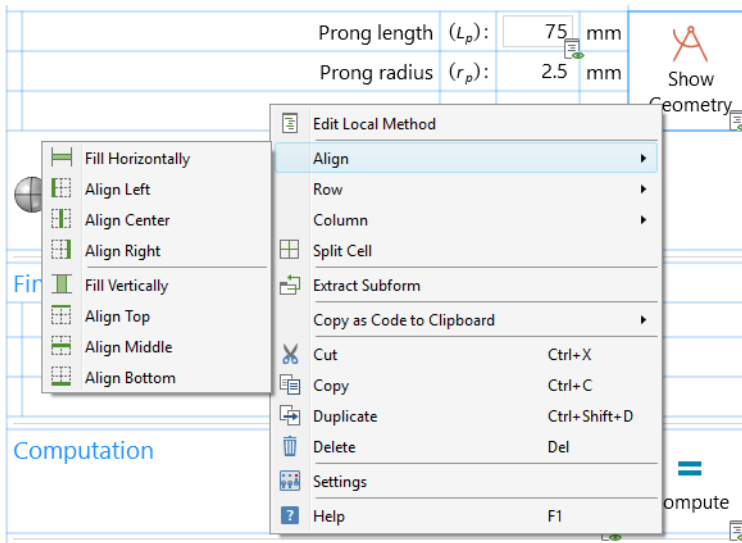 Prong length (Lₚ): 75 mm
Prong radius (rₚ): 2.5 mm
Show
Geometry
Edit Local Method
Align
Row
Column
Split Cell
Extract Subform
Copy as Code to Clipboard
Cut Ctrl+X
Copy Ctrl+C
Duplicate Ctrl+Shift+D
Delete Del
Settings
Help F1
Fill Horizontally
Align Left
Align Center
Align Right
Fill Vertically
Align Top
Align Middle
Align Bottom
Fin
Computation
ompute